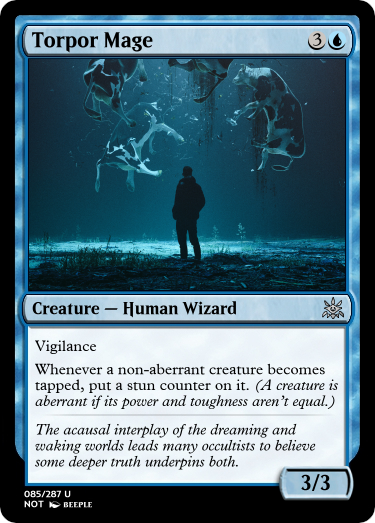 Torpor Mage 3
Creature — Human Wizard
Vigilance
Whenever a non-aberrant creature becomes
tapped, put a stun counter on it. (A creature is
aberrant if its power and toughness aren't equal.)
The acausal interplay of the dreaming and
waking worlds leads many occultists to believe
some deeper truth underpins both.
3/3
085/287 U
NOT BEEPLE